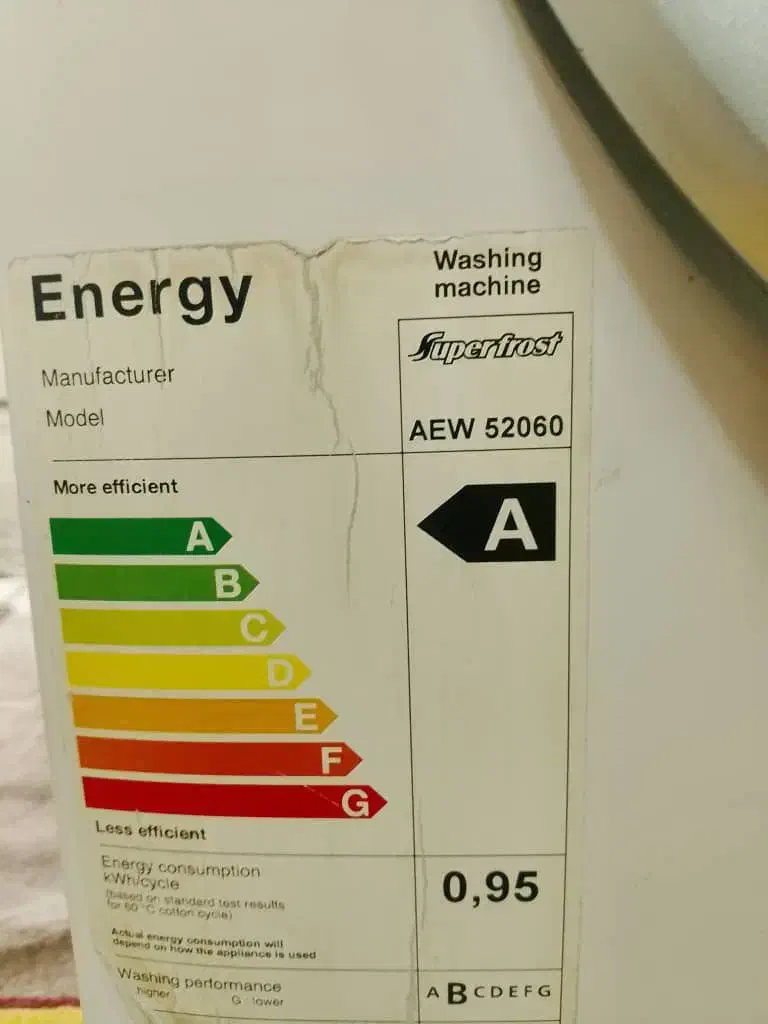 Energy
Washing
machine
Manufacturer
Superfrost
Model
AEW 52060
More efficient
A
A
B
C
D
E
F
G
Less efficient
Energy consumption
kWh/cycle
(based on standard test results
for 60 °C cotton cycle)
0,95
Actual energy consumption will
depend on how the appliance is used
Washing performance
higher G: lower
A B C D E F G